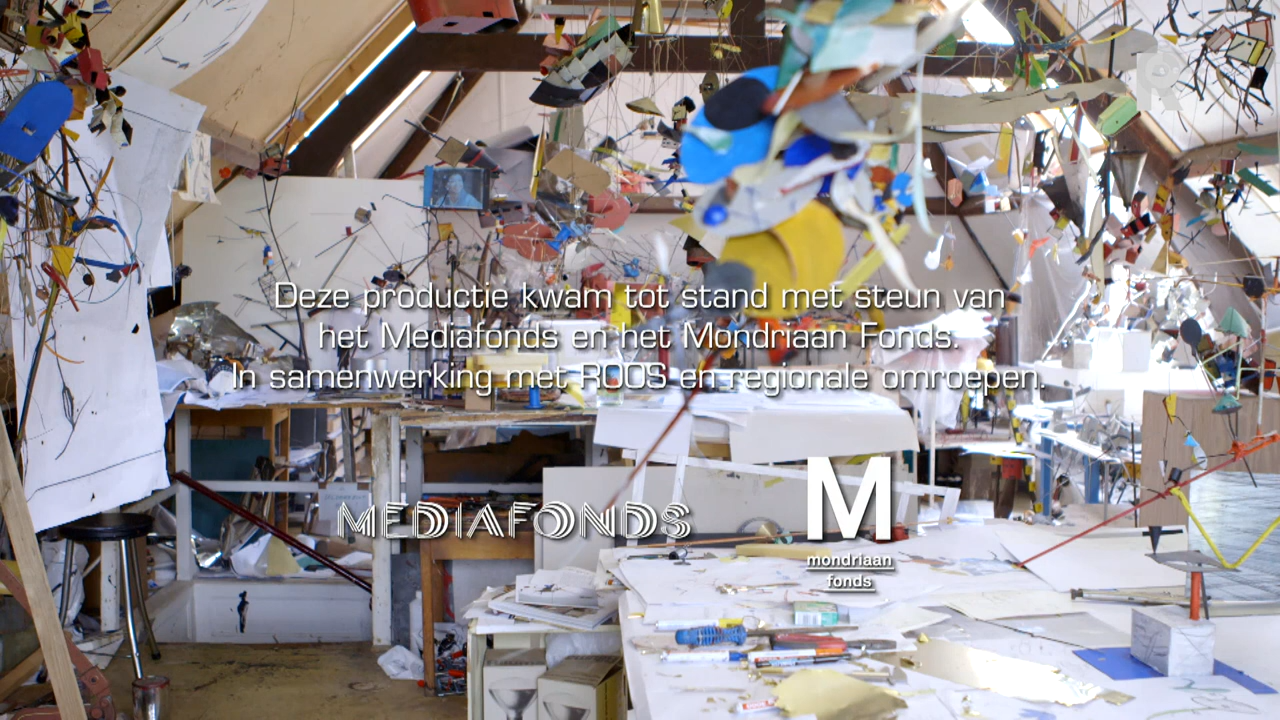 R
Deze productie kwam tot stand met steun van
het Mediafonds en het Mondriaan Fonds.
In samenwerking met ROOS en regionale omroepen.
MEDIAFONDS
M
mondriaan
fonds